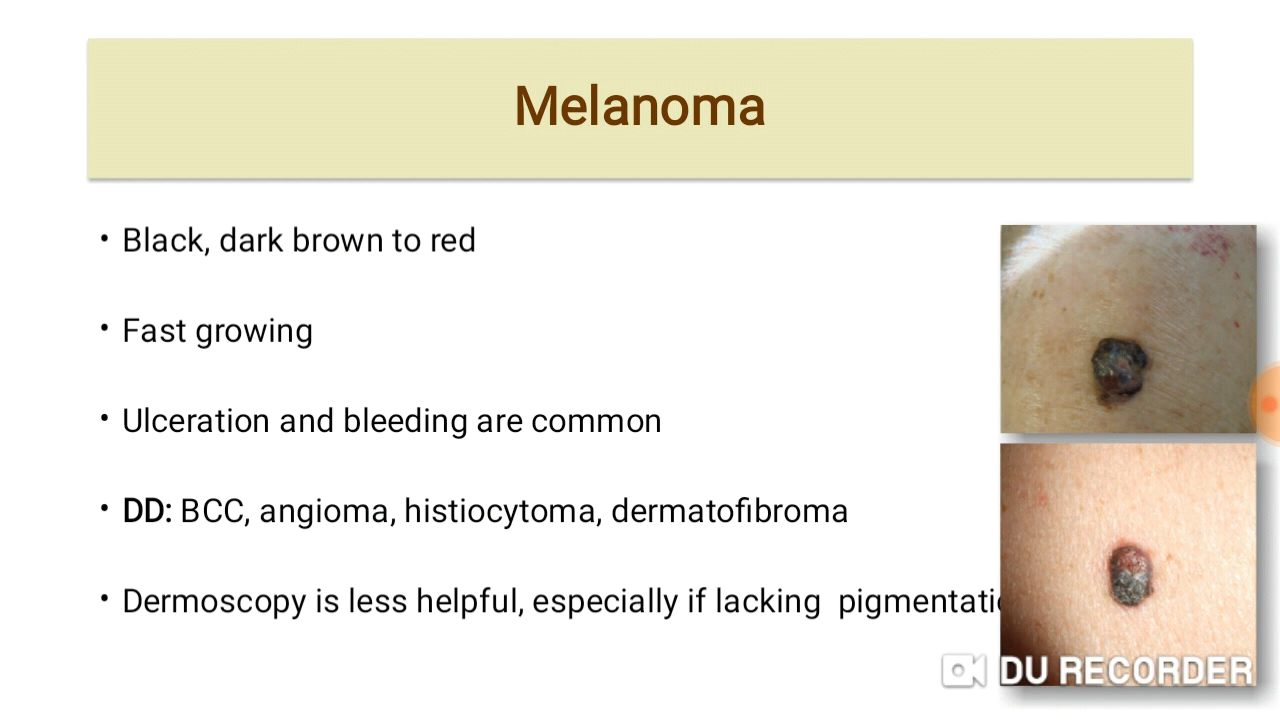 Melanoma
• Black, dark brown to red
• Fast growing
• Ulceration and bleeding are common
• DD: BCC, angioma, histiocytoma, dermatofibroma
• Dermoscopy is less helpful, especially if lacking pigmentati
DU RECORDER